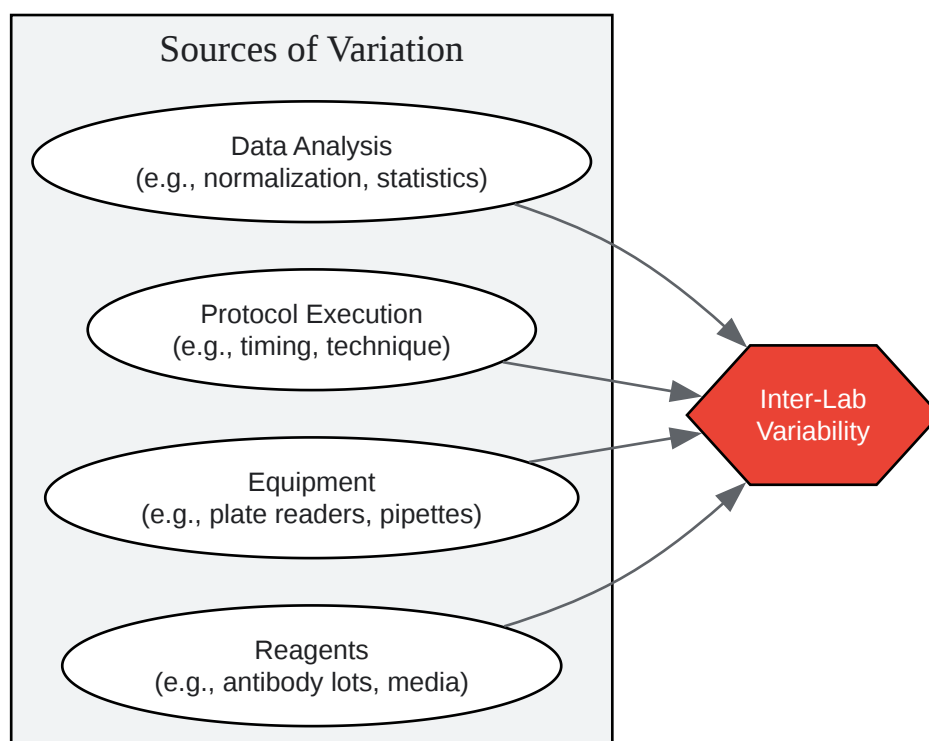 Sources of Variation
Data Analysis
(e.g., normalization, statistics)
Protocol Execution
(e.g., timing, technique)
Equipment
(e.g., plate readers, pipettes)
Reagents
(e.g., antibody lots, media)
Inter-Lab
Variability